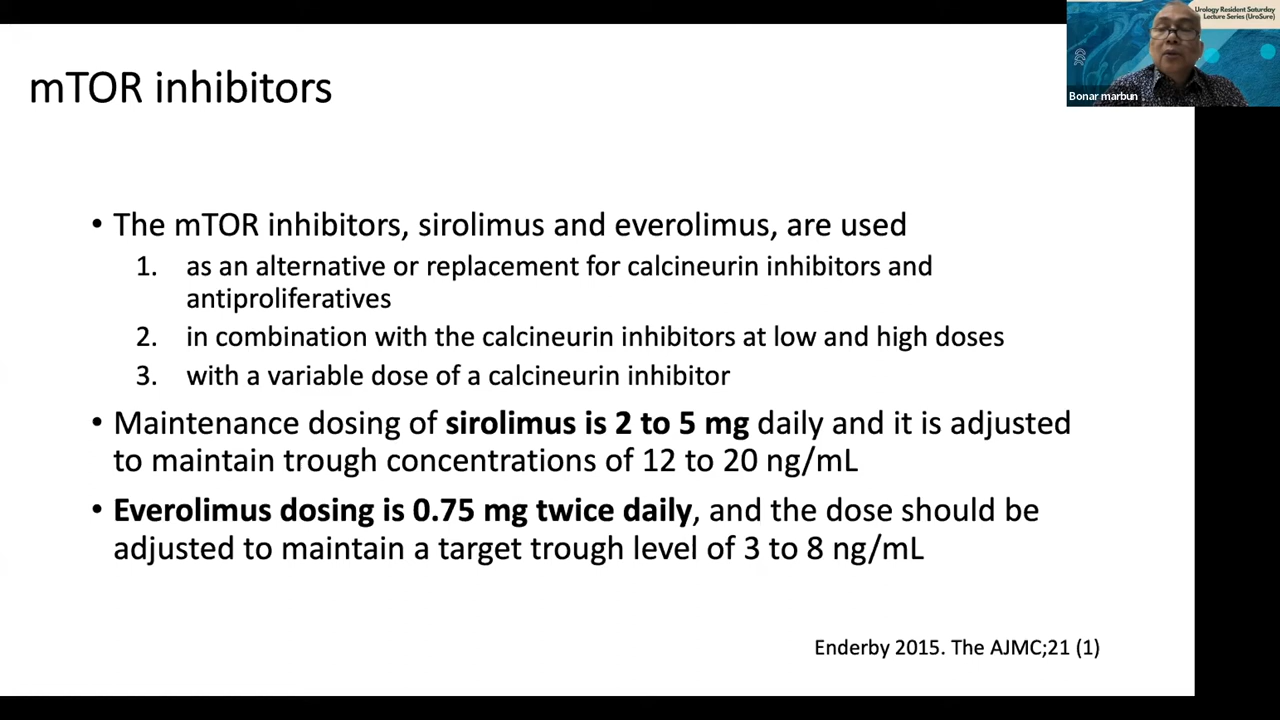 Urology Resident Saturday
Lecture Series (UroSure)
Bonar marbun
mTOR inhibitors
• The mTOR inhibitors, sirolimus and everolimus, are used
1. as an alternative or replacement for calcineurin inhibitors and
antiproliferatives
2. in combination with the calcineurin inhibitors at low and high doses
3. with a variable dose of a calcineurin inhibitor
• Maintenance dosing of sirolimus is 2 to 5 mg daily and it is adjusted
to maintain trough concentrations of 12 to 20 ng/mL
• Everolimus dosing is 0.75 mg twice daily, and the dose should be
adjusted to maintain a target trough level of 3 to 8 ng/mL
Enderby 2015. The AJMC;21 (1)